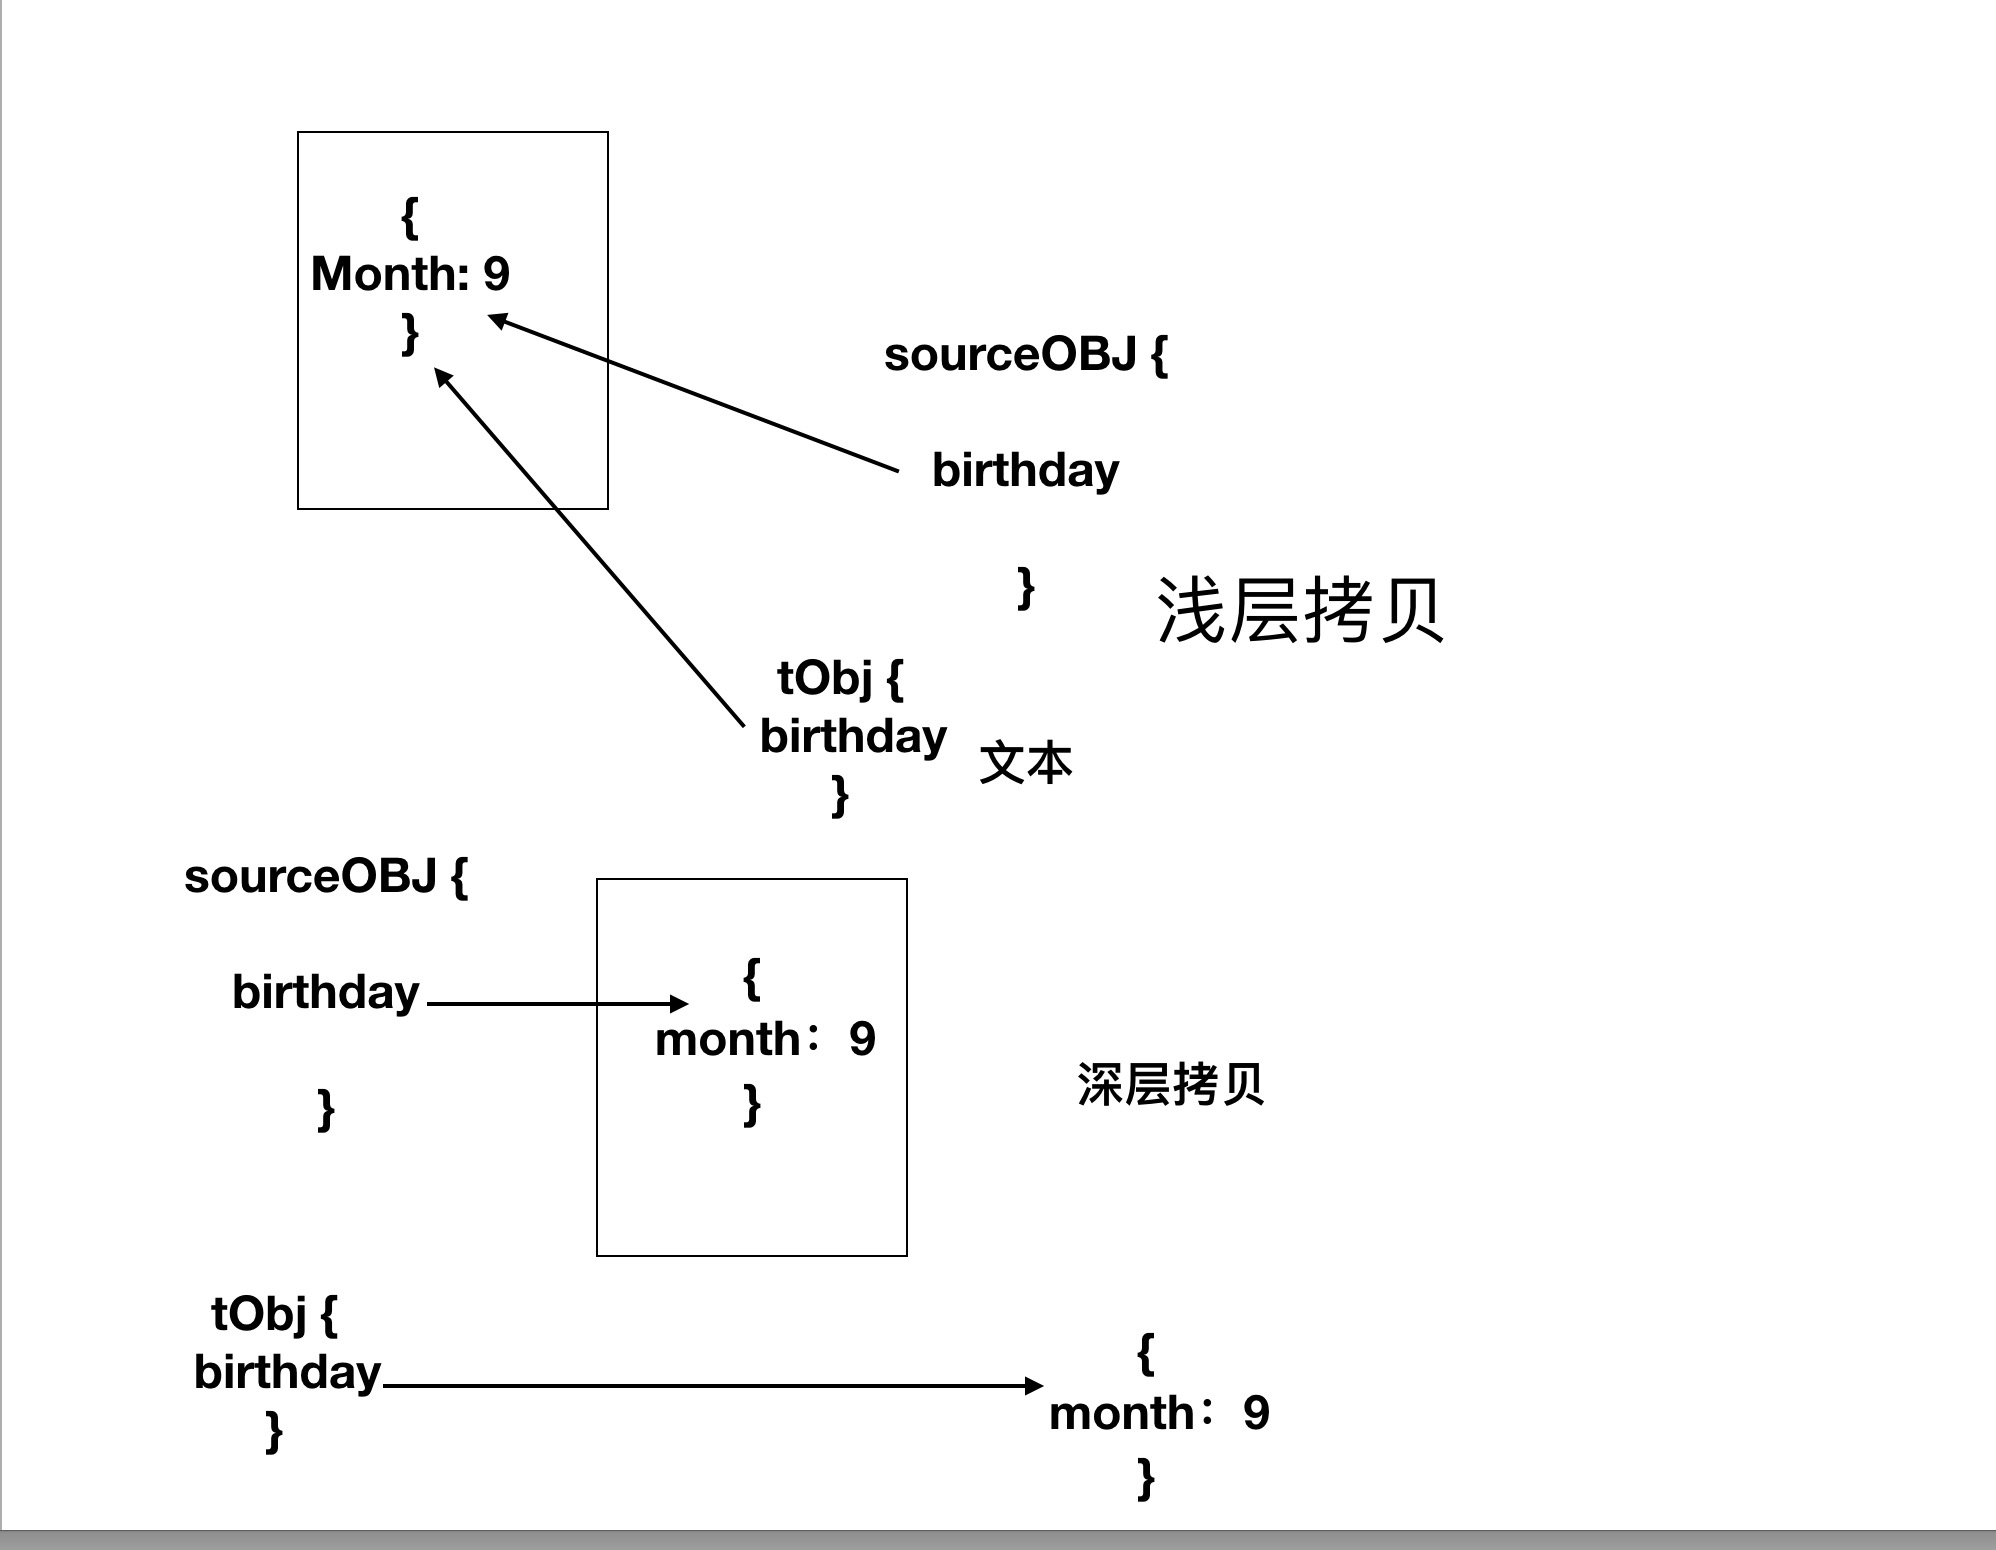 {
Month: 9
}
sourceOBJ {
birthday
}
浅层拷贝
tObj {
birthday
}
文本
sourceOBJ {
birthday
}
{
month：9
}
深层拷贝
tObj {
birthday
}
{
month：9
}